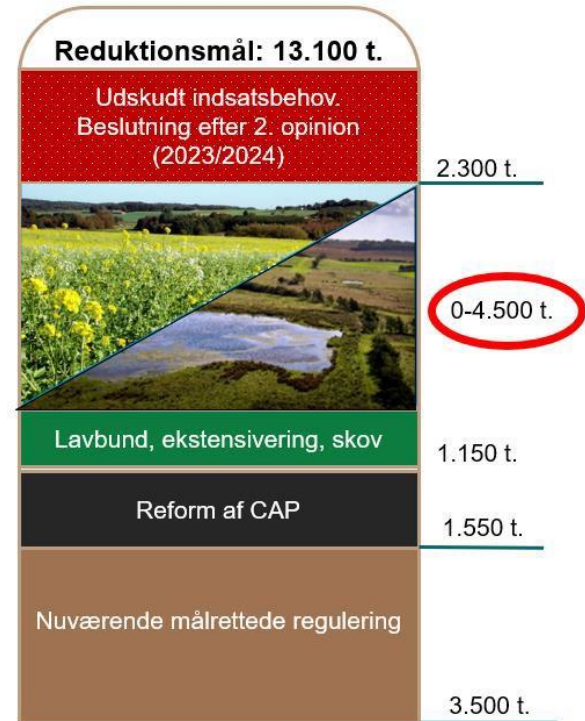 Reduktionsmål: 13.100 t.
Udskudt indsatsbehov.
Beslutning efter 2. opinion
(2023/2024)
2.300 t.
0-4.500 t.
Lavbund, ekstensivering, skov
1.150 t.
Reform af CAP
1.550 t.
Nuværende målrettede regulering
3.500 t.